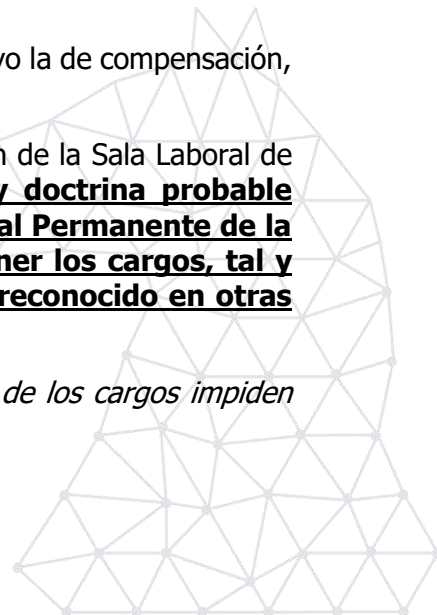 vo la de compensación,
n de la Sala Laboral de
y doctrina probable
al Permanente de la
ner los cargos, tal y
reconocido en otras
de los cargos impiden